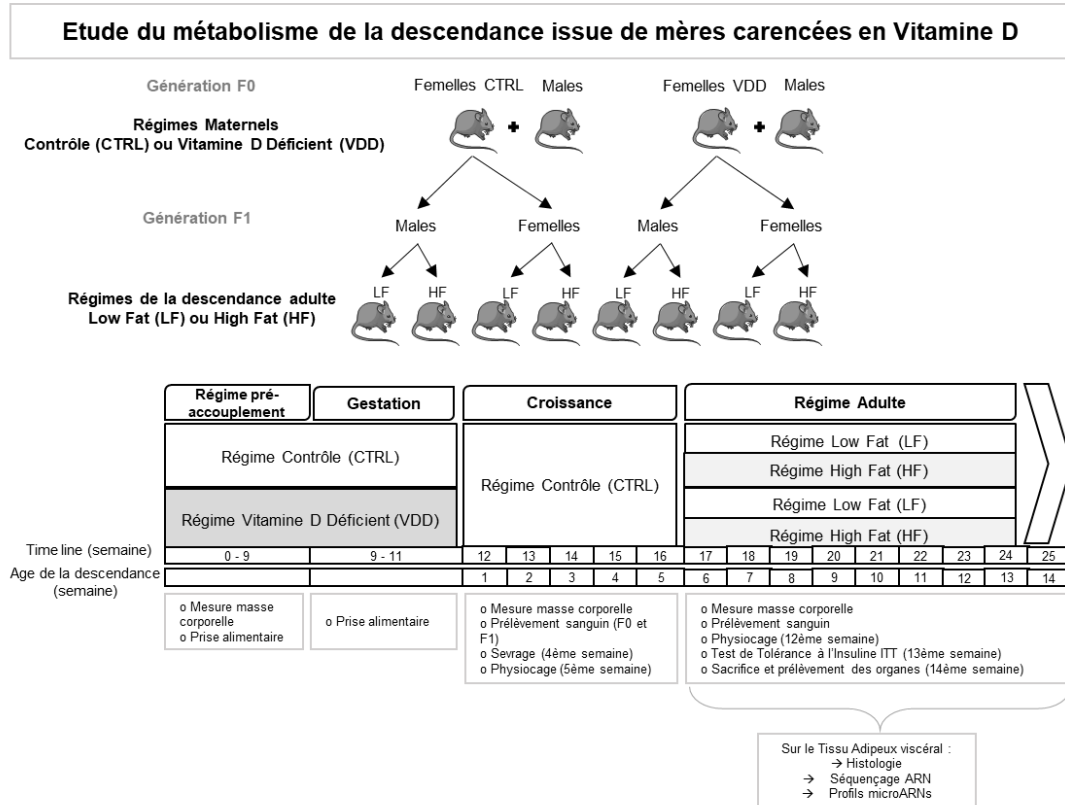 Etude du métabolisme de la descendance issue de mères carencées en Vitamine D
Génération F0
Femelles CTRL Males
Femelles VDD Males
Régimes Maternels
Contrôle (CTRL) ou Vitamine D Déficient (VDD)
+
+
Génération F1
Males
Femelles
Males
Femelles
Régimes de la descendance adulte
Low Fat (LF) ou High Fat (HF)
LF HF LF HF LF HF LF HF
Régime pré-
accouplement
Gestation
Croissance
Régime Adulte
Régime Contrôle (CTRL)
Régime Vitamine D Déficient (VDD)
Régime Contrôle (CTRL)
Régime Low Fat (LF)
Régime High Fat (HF)
Régime Low Fat (LF)
Régime High Fat (HF)
Time line (semaine)
0 - 9 9 - 11 12 13 14 15 16 17 18 19 20 21 22 23 24 25
Age de la descendance
(semaine)
1 2 3 4 5 6 7 8 9 10 11 12 13 14
o Mesure masse
corporelle
o Prise alimentaire
o Prise alimentaire
o Mesure masse corporelle
o Prélèvement sanguin (F0 et
F1)
o Sevrage (4ème semaine)
o Physiocage (5ème semaine)
o Mesure masse corporelle
o Prélèvement sanguin
o Physiocage (12ème semaine)
o Test de Tolérance à l'Insuline ITT (13ème semaine)
o Sacrifice et prélèvement des organes (14ème semaine)
Sur le Tissu Adipeux viscéral :
→ Histologie
→ Séquençage ARN
→ Profils microARNs